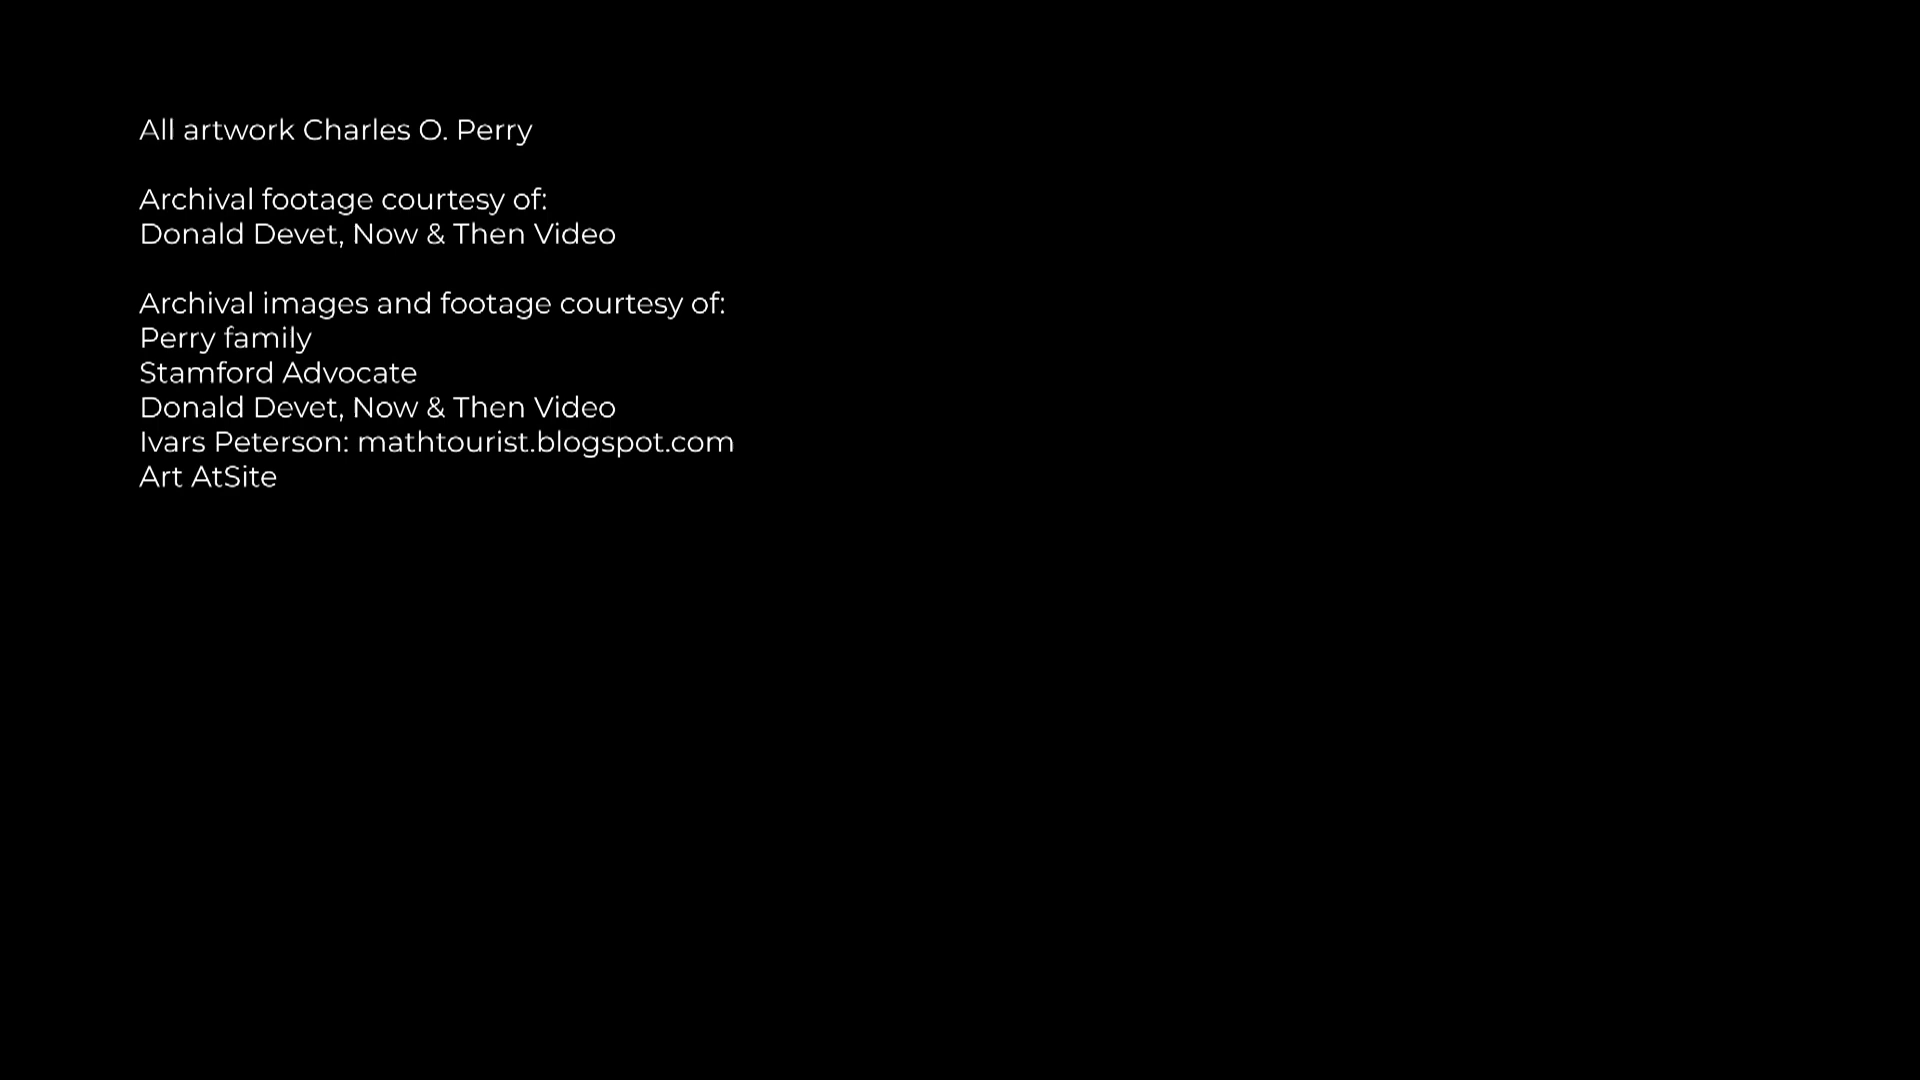 All artwork Charles O. Perry
Archival footage courtesy of:
Donald Devet, Now & Then Video
Archival images and footage courtesy of:
Perry family
Stamford Advocate
Donald Devet, Now & Then Video
Ivars Peterson: mathtourist.blogspot.com
Art AtSite